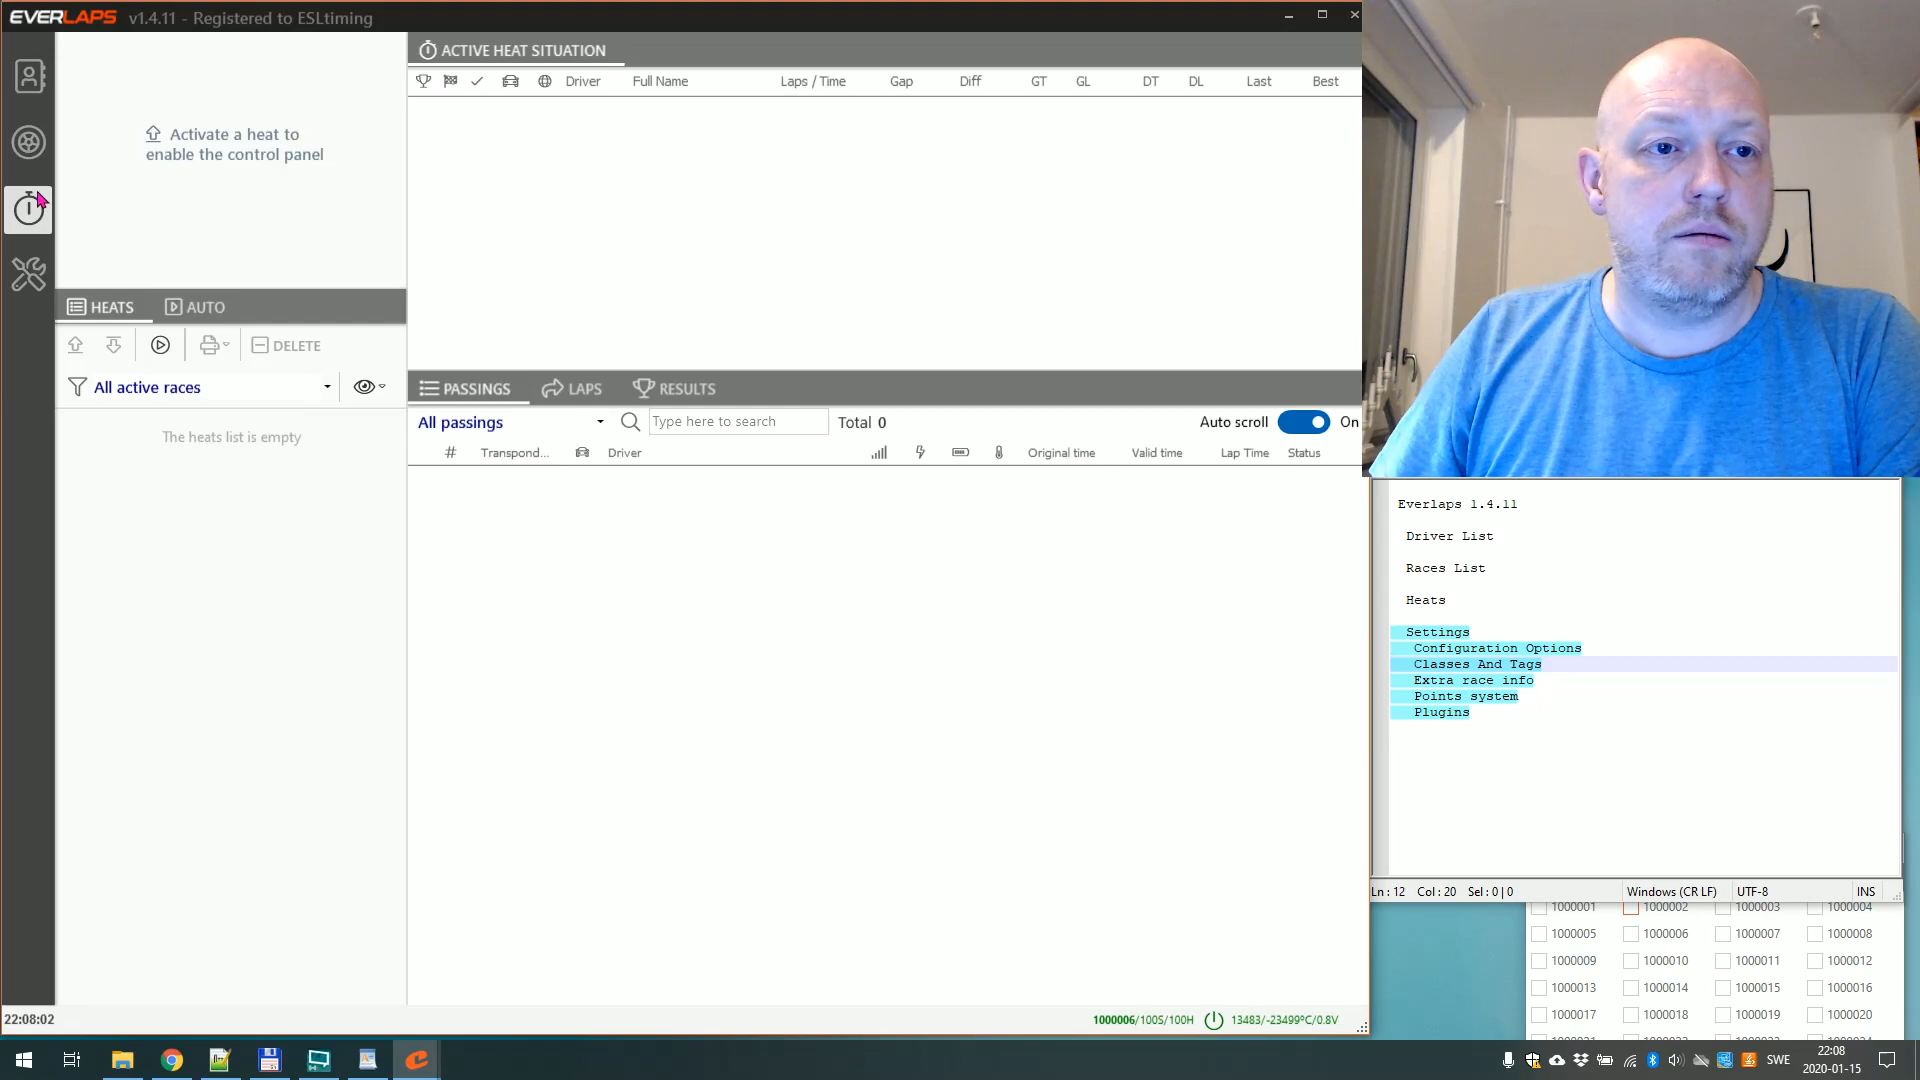 EVERLAPS v1.4.11 - Registered to ESLtiming
Activate a heat to
enable the control panel
HEATS AUTO
DELETE
All active races
The heats list is empty
ACTIVE HEAT SITUATION
Driver Full Name Laps / Time Gap Diff GT GL DT DL Last Best
PASSINGS LAPS RESULTS
All passings Type here to search Total 0 Auto scroll On
# Transpond... Driver Original time Valid time Lap Time Status
22:08:02
1000006/100S/100H 13483/-23499ºC/0.8V
Everlaps 1.4.11
Driver List
Races List
Heats
Settings
Configuration Options
Classes And Tags
Extra race info
Points system
Plugins
Ln : 12 Col : 20 Sel : 0 | 0 Windows (CR LF) UTF-8 INS
1000001 1000002 1000003 1000004
1000005 1000006 1000007 1000008
1000009 1000010 1000011 1000012
1000013 1000014 1000015 1000016
1000017 1000018 1000019 1000020
SWE
22:08
2020-01-15